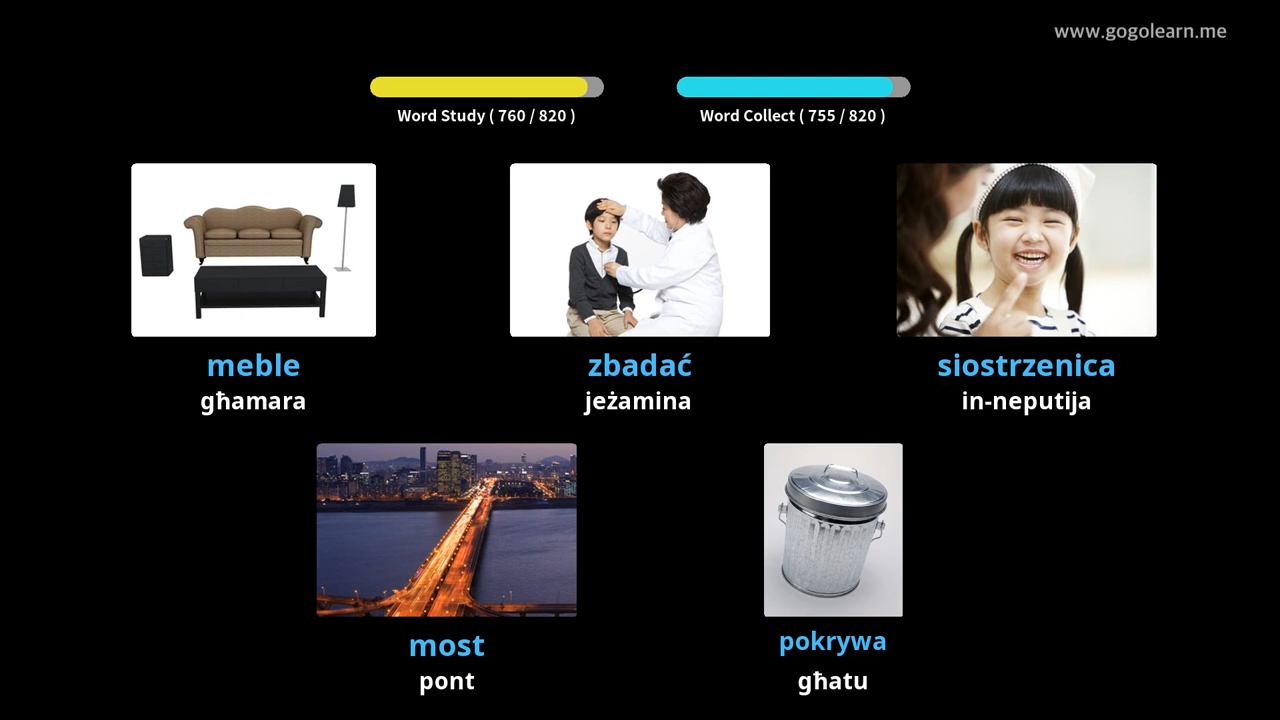 www.gogolearn.me
Word Study ( 760 / 820 )
Word Collect ( 755 / 820 )
meble
għamara
zbadać
jeżamina
siostrzenica
in-neputija
most
pont
pokrywa
għatu